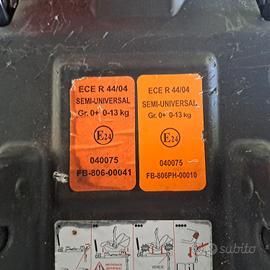 ECE R 44/04
SEMI-UNIVERSAL
Gr. 0+ 0-13 kg
E24
040075
FB-806-00041
ECE R 44/04
SEMI-UNIVERSAL
Gr. 0+ 0-13 kg
E24
040075
FB-806PH-00010
subito